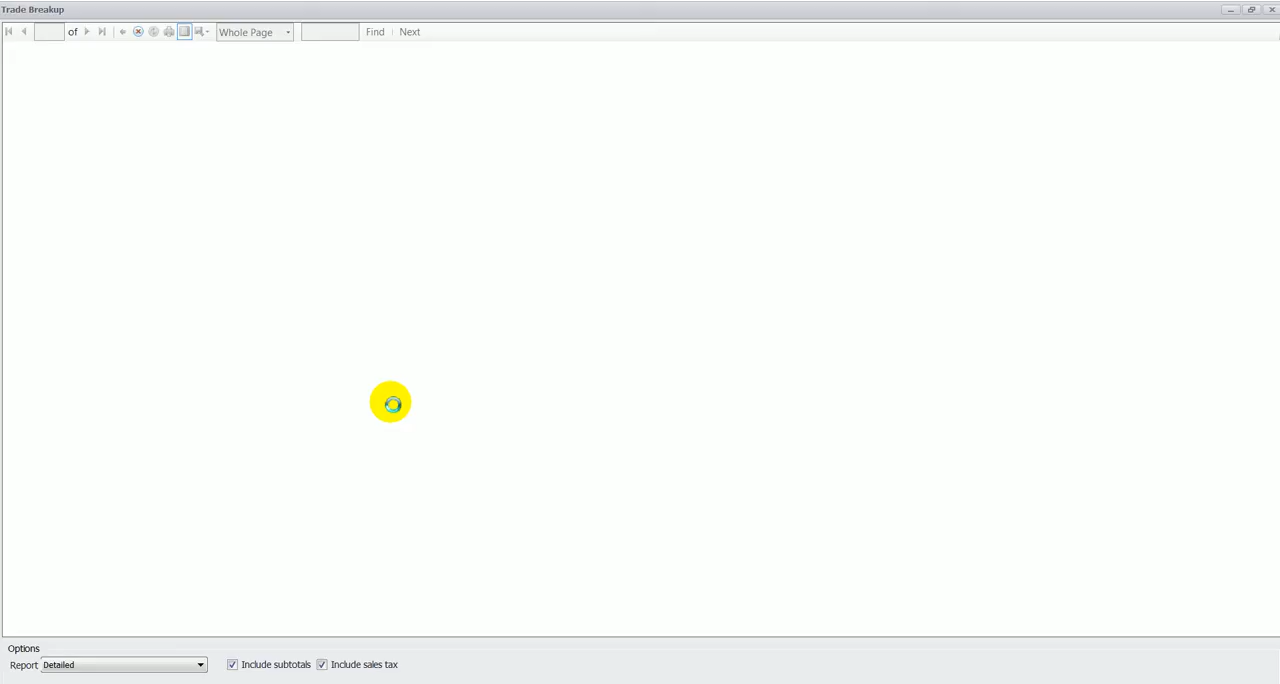 Trade Breakup
of Whole Page Find Next
Options
Report Detailed Include subtotals Include sales tax